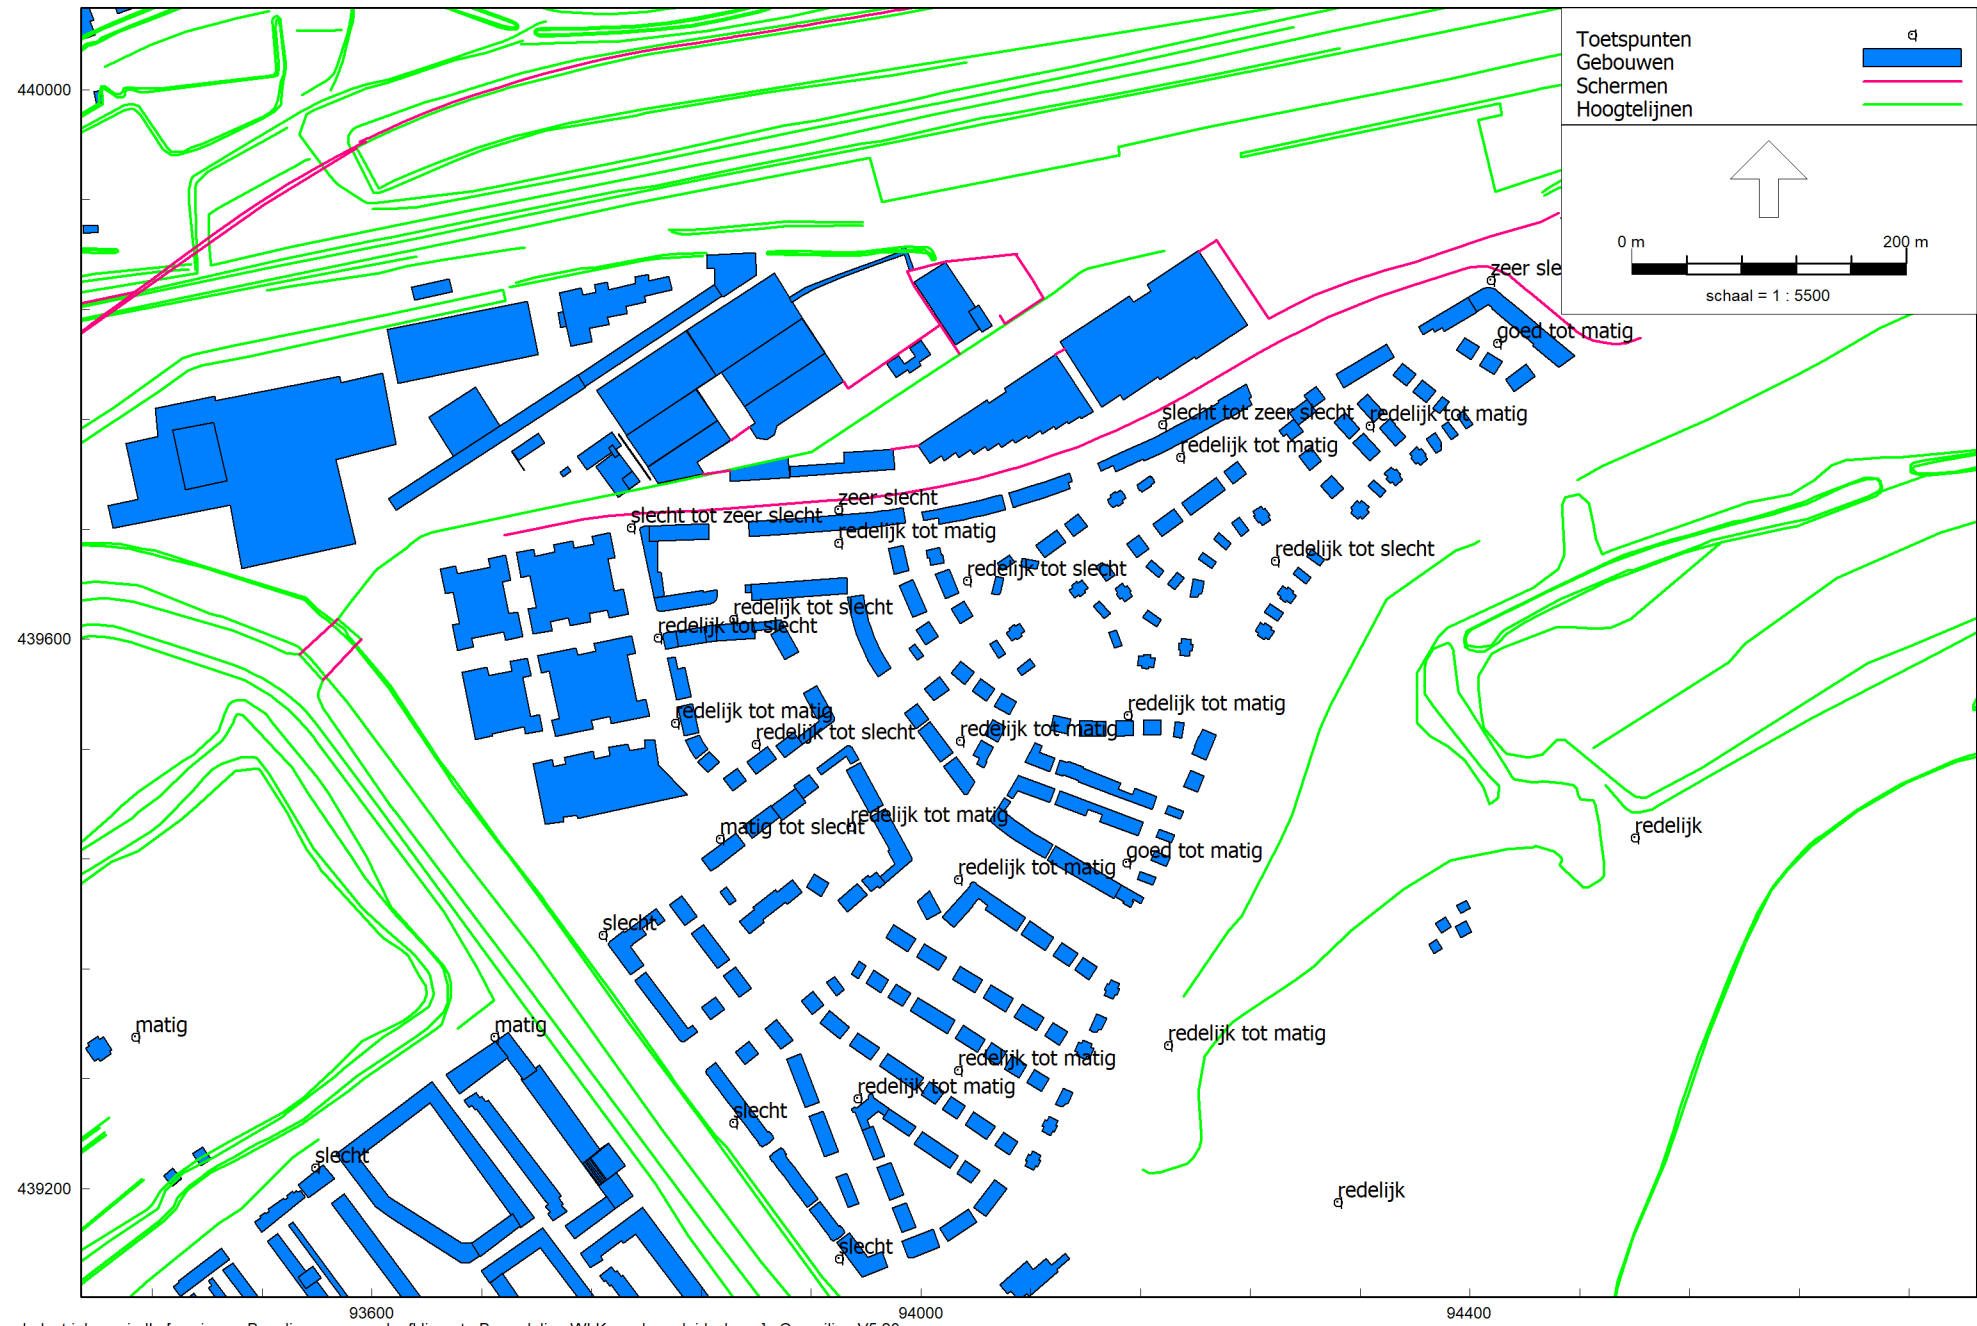 Toetspunten
Gebouwen
Schermen
Hoogtelijnen
440000
0 m 200 m
zeer sle
schaal = 1 : 5500
goed tot matig
slecht tot zeer slecht
redelijk tot matig
redelijk tot matig
zeer slecht
slecht tot zeer slecht
redelijk tot matig
redelijk tot slecht
redelijk tot slecht
redelijk tot slecht
redelijk tot slecht
439600
redelijk tot matig
redelijk tot matig
redelijk tot slecht
redelijk tot matig
redelijk tot matig
matig tot slecht
redelijk
goed tot matig
redelijk tot matig
slecht
matig
matig
redelijk tot matig
redelijk tot matig
redelijk tot matig
slecht
slecht
439200
redelijk
slecht
93600
94000
94400